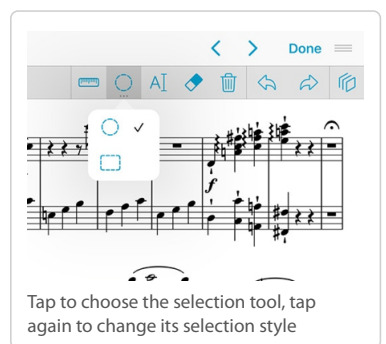 Done
AI
Tap to choose the selection tool, tap
again to change its selection style